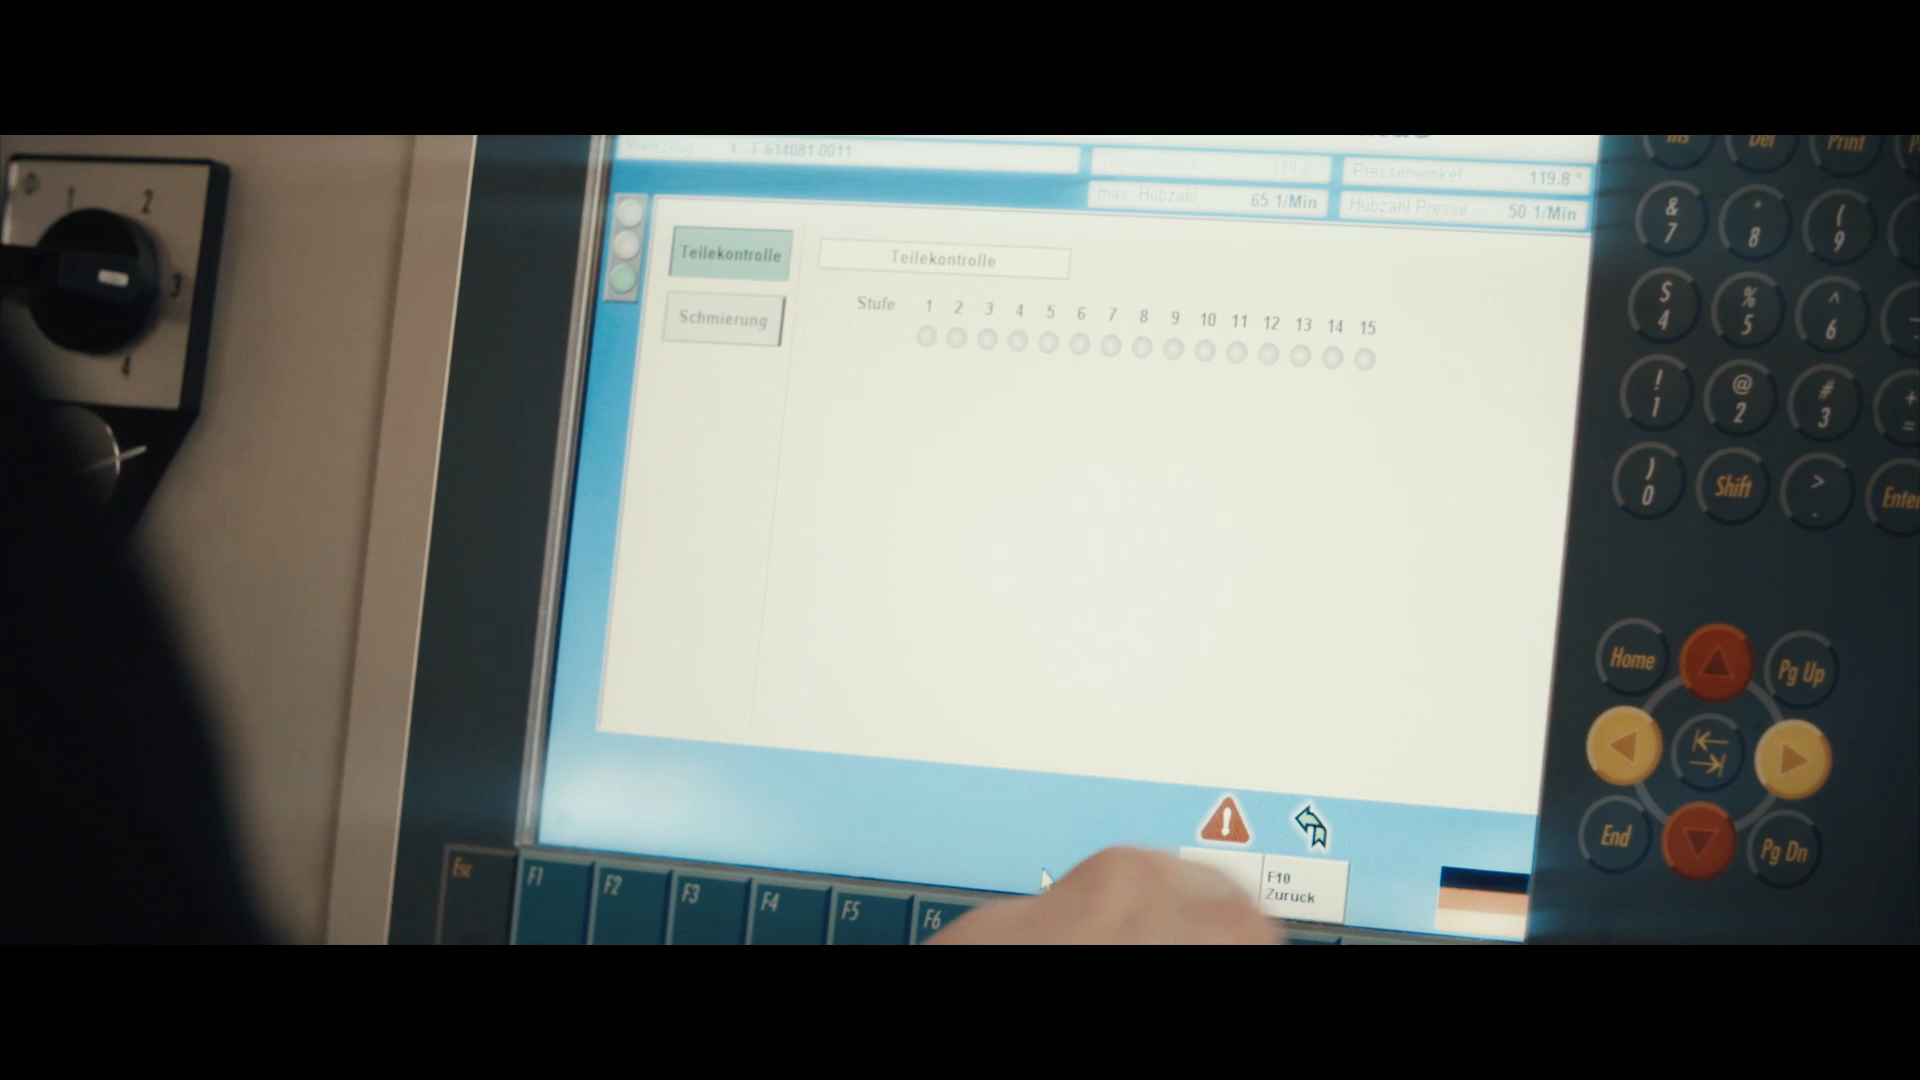 1 2 3 4
Werkzeug 4 - F 614081-0011
119.8 °
Pressenwinkel 119.8 °
max. Hubzahl 65 1/Min
Hubzahl Presse 50 1/Min
Teilekontrolle
Schmierung
Teilekontrolle
Stufe 1 2 3 4 5 6 7 8 9 10 11 12 13 14 15
F10
Zuruck
Esc F1 F2 F3 F4 F5 F6
Ins Del Print
& 7 * 8 ( 9
$ 4 % 5 ^ 6
! 1 @ 2 # 3 + =
) 0 Shift > . Enter
Home Pg Up
End Pg Dn